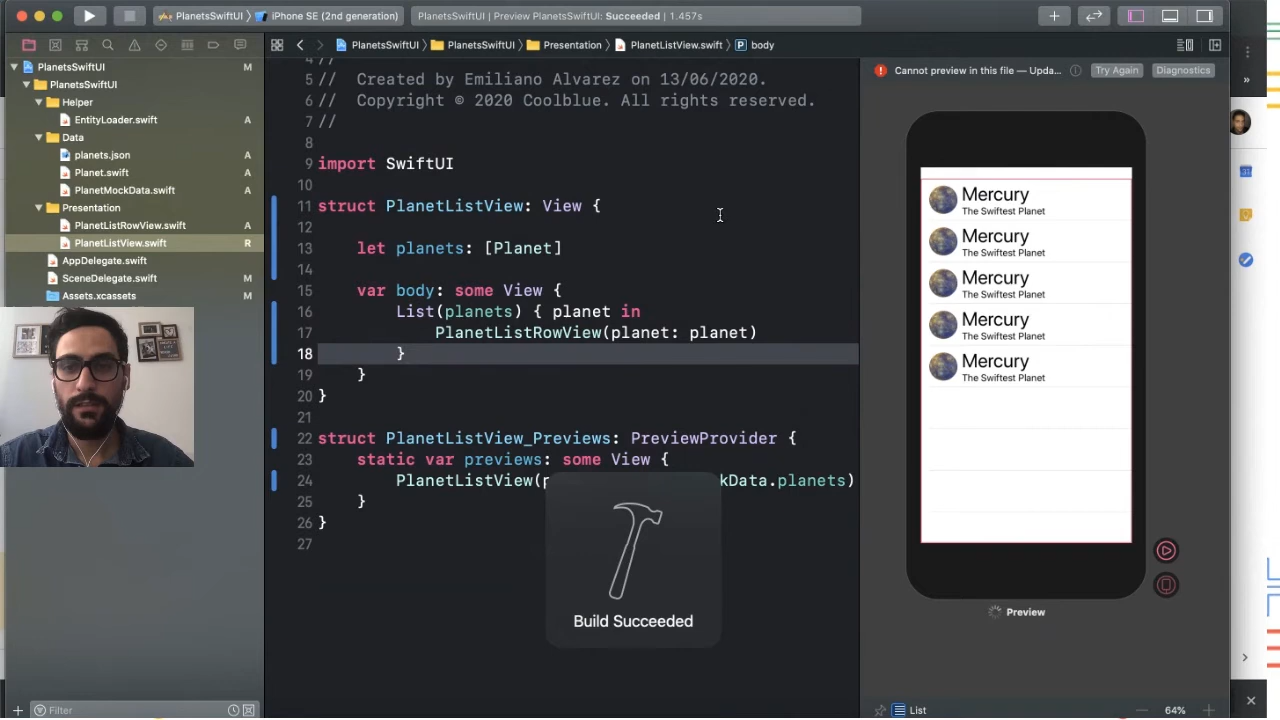 PlanetsSwiftUI
iPhone SE (2nd generation)
PlanetsSwiftUI | Preview PlanetsSwiftUI: Succeeded | 1.457s
PlanetsSwiftUI
PlanetsSwiftUI
Presentation
PlanetListView.swift
P body
PlanetsSwiftUI M
PlanetsSwiftUI
Helper
EntityLoader.swift A
Data
planets.json A
Planet.swift A
PlanetMockData.swift A
Presentation
PlanetListRowView.swift A
PlanetListView.swift R
AppDelegate.swift
SceneDelegate.swift M
Assets.xcassets M
Filter
4 //
5 // Created by Emiliano Alvarez on 13/06/2020.
6 // Copyright © 2020 Coolblue. All rights reserved.
7 //
8
9 import SwiftUI
10
11 struct PlanetListView: View {
12
13 let planets: [Planet]
14
15 var body: some View {
16 List(planets) { planet in
17 PlanetListRowView(planet: planet)
18 }
19 }
20 }
21
22 struct PlanetListView_Previews: PreviewProvider {
23 static var previews: some View {
24 PlanetListView(p kData.planets)
25 }
26 }
27
Build Succeeded
Cannot preview in this file — Upda...
Try Again
Diagnostics
Mercury
The Swiftest Planet
Mercury
The Swiftest Planet
Mercury
The Swiftest Planet
Mercury
The Swiftest Planet
Mercury
The Swiftest Planet
Preview
List
64%